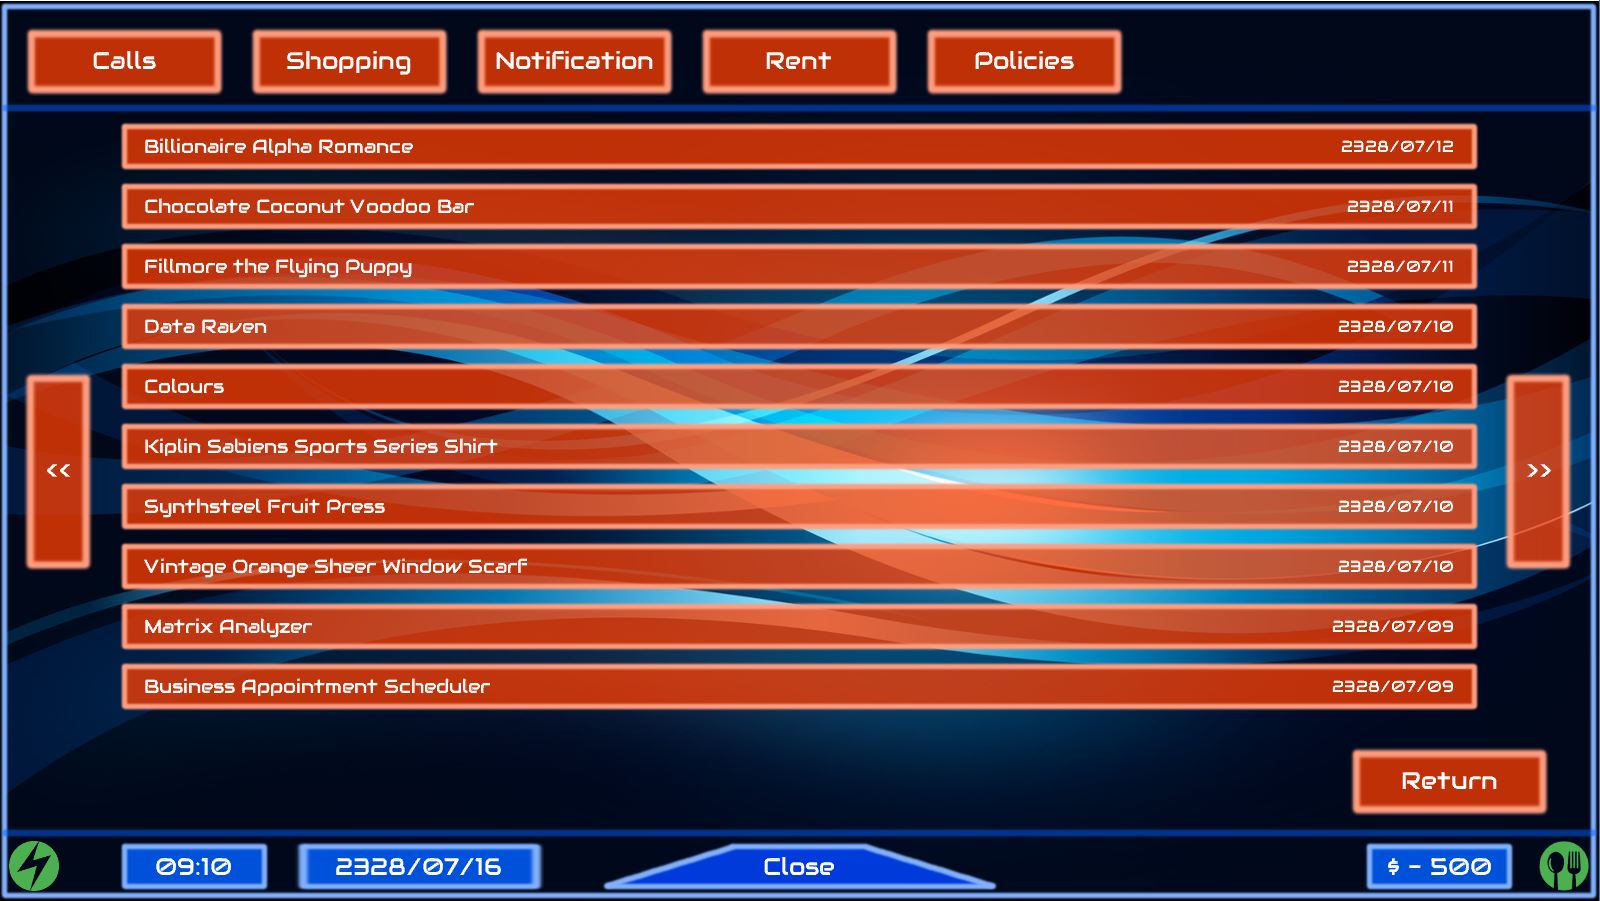 Calls Shopping Notification Rent Policies
Billionaire Alpha Romance 2328/07/12
Chocolate Coconut Voodoo Bar 2328/07/11
Fillmore the Flying Puppy 2328/07/11
Data Raven 2328/07/10
Colours 2328/07/10
Kiplin Sabiens Sports Series Shirt 2328/07/10
<< >>
Synthsteel Fruit Press 2328/07/10
Vintage Orange Sheer Window Scarf 2328/07/10
Matrix Analyzer 2328/07/09
Business Appointment Scheduler 2328/07/09
Return
09:10 2328/07/16 Close $ - 500